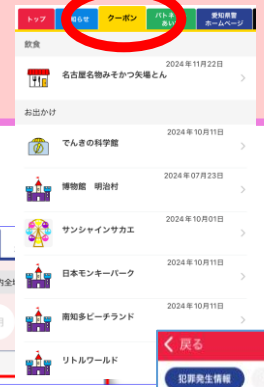 トップ
らせ
クーポン
パトネ
あい
愛知県警
ホームページ
飲食
2024年11月22日
名古屋名物みそかつ矢場とん
お出かけ
2024年10月11日
でんきの科学館
2024年07月23日
博物館 明治村
2024年10月01日
サンシャインサカエ
2024年10月11日
日本モンキーパーク
2024年10月11日
南知多ビーチランド
リトルワールド
内全域
戻る
犯罪発生情報